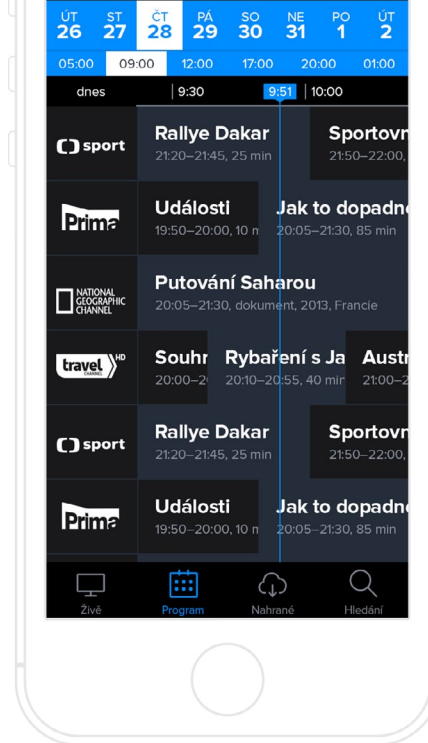 ÚT ST ČT PÁ SO NE PO ÚT
26 27 28 29 30 31 1 2
05:00 09:00 12:00 17:00 20:00 01:00
dnes 9:30 9:51 10:00
sport
Rallye Dakar Sportovn
21:20–21:45, 25 min 21:50–22:00,
Prima
Události Jak to dopadne
19:50–20:00, 10 m 20:05–21:30, 85 min
NATIONAL
GEOGRAPHIC
CHANNEL
Putování Saharou
20:05–21:30, dokument, 2013, Francie
travel HD
CHANNEL
Souhr Rybaření s Ja Austr
20:00–2 20:10–20:55, 40 mir 21:00–2
sport
Rallye Dakar Sportovn
21:20–21:45, 25 min 21:50–22:00,
Prima
Události Jak to dopadne
19:50–20:00, 10 m 20:05–21:30, 85 min
Živě Program Nahrané Hledání